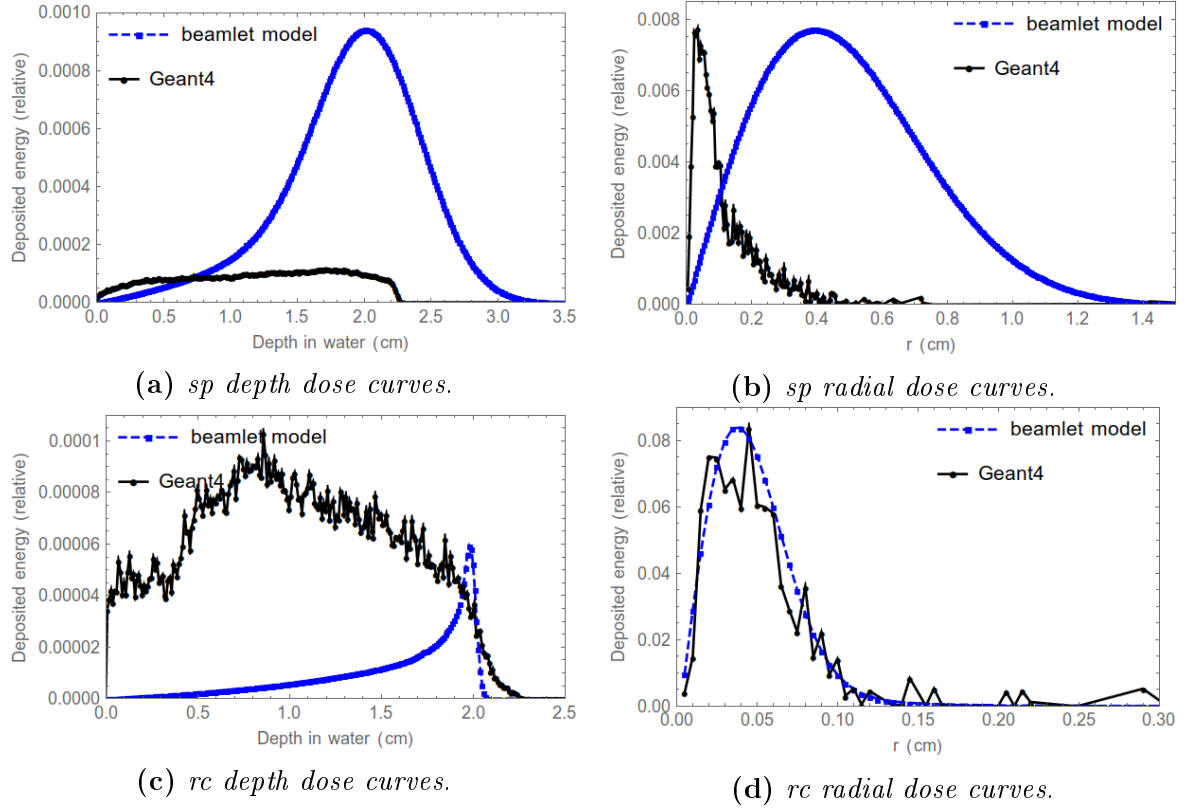 0.0010
0.0008
0.0006
0.0004
0.0002
0.0000
Deposited energy (relative)
beamlet model
Geant4
0.0 0.5 1.0 1.5 2.0 2.5 3.0 3.5
Depth in water (cm)
(a) sp depth dose curves.
0.008
0.006
0.004
0.002
0.000
Deposited energy (relative)
beamlet model
Geant4
0.0 0.2 0.4 0.6 0.8 1.0 1.2 1.4
r (cm)
(b) sp radial dose curves.
0.0001
0.00008
0.00006
0.00004
0.00002
0.0000
Deposited energy (relative)
beamlet model
Geant4
0.0 0.5 1.0 1.5 2.0 2.5
Depth in water (cm)
(c) rc depth dose curves.
0.08
0.06
0.04
0.02
0.00
Deposited energy (relative)
beamlet model
Geant4
0.00 0.05 0.10 0.15 0.20 0.25 0.30
r (cm)
(d) rc radial dose curves.